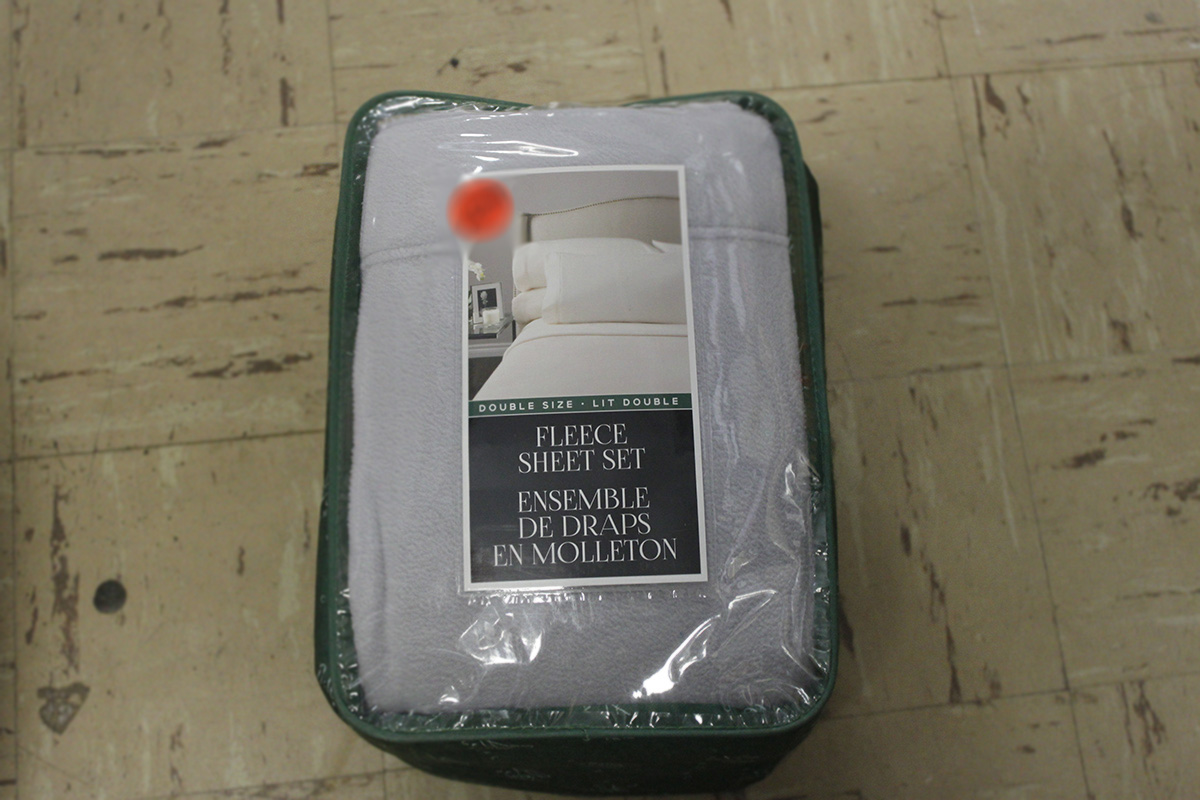 DOUBLE SIZE · LIT DOUBLE
FLEECE
SHEET SET
ENSEMBLE
DE DRAPS
EN MOLLETON